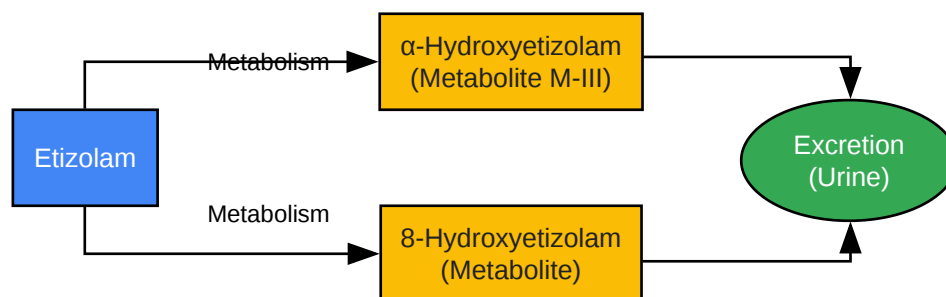 Metabolism
α-Hydroxyetizolam
(Metabolite M-III)
Etizolam
Excretion
(Urine)
Metabolism
8-Hydroxyetizolam
(Metabolite)